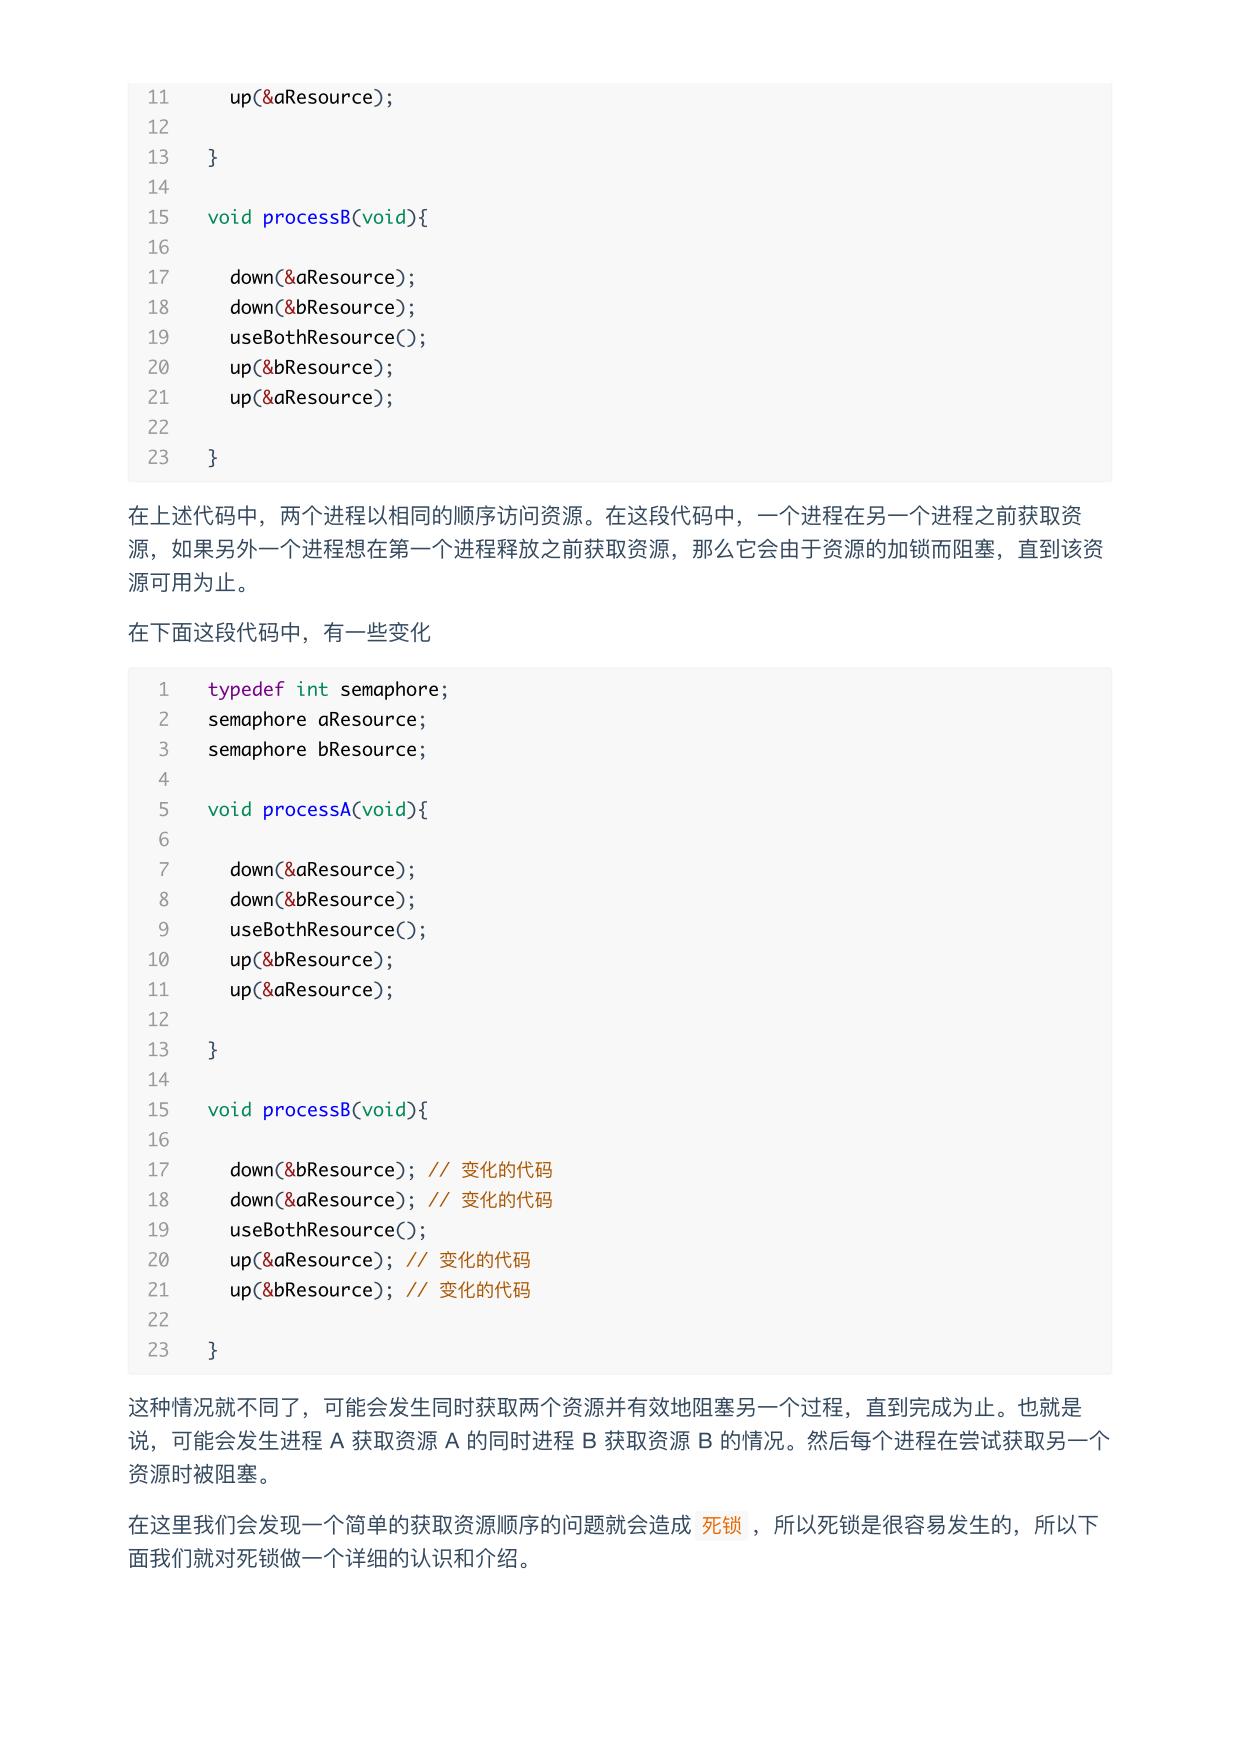 11 up(&aResource);
12
13 }
14
15 void processB(void){
16
17 down(&aResource);
18 down(&bResource);
19 useBothResource();
20 up(&bResource);
21 up(&aResource);
22
23 }
在上述代码中，两个进程以相同的顺序访问资源。在这段代码中，一个进程在另一个进程之前获取资
源，如果另外一个进程想在第一个进程释放之前获取资源，那么它会由于资源的加锁而阻塞，直到该资
源可用为止。
在下面这段代码中，有一些变化
1 typedef int semaphore;
2 semaphore aResource;
3 semaphore bResource;
4
5 void processA(void){
6
7 down(&aResource);
8 down(&bResource);
9 useBothResource();
10 up(&bResource);
11 up(&aResource);
12
13 }
14
15 void processB(void){
16
17 down(&bResource); // 变化的代码
18 down(&aResource); // 变化的代码
19 useBothResource();
20 up(&aResource); // 变化的代码
21 up(&bResource); // 变化的代码
22
23 }
这种情况就不同了，可能会发生同时获取两个资源并有效地阻塞另一个过程，直到完成为止。也就是
说，可能会发生进程 A 获取资源 A 的同时进程 B 获取资源 B 的情况。然后每个进程在尝试获取另一个
资源时被阻塞。
在这里我们会发现一个简单的获取资源顺序的问题就会造成 死锁 ，所以死锁是很容易发生的，所以下
面我们就对死锁做一个详细的认识和介绍。